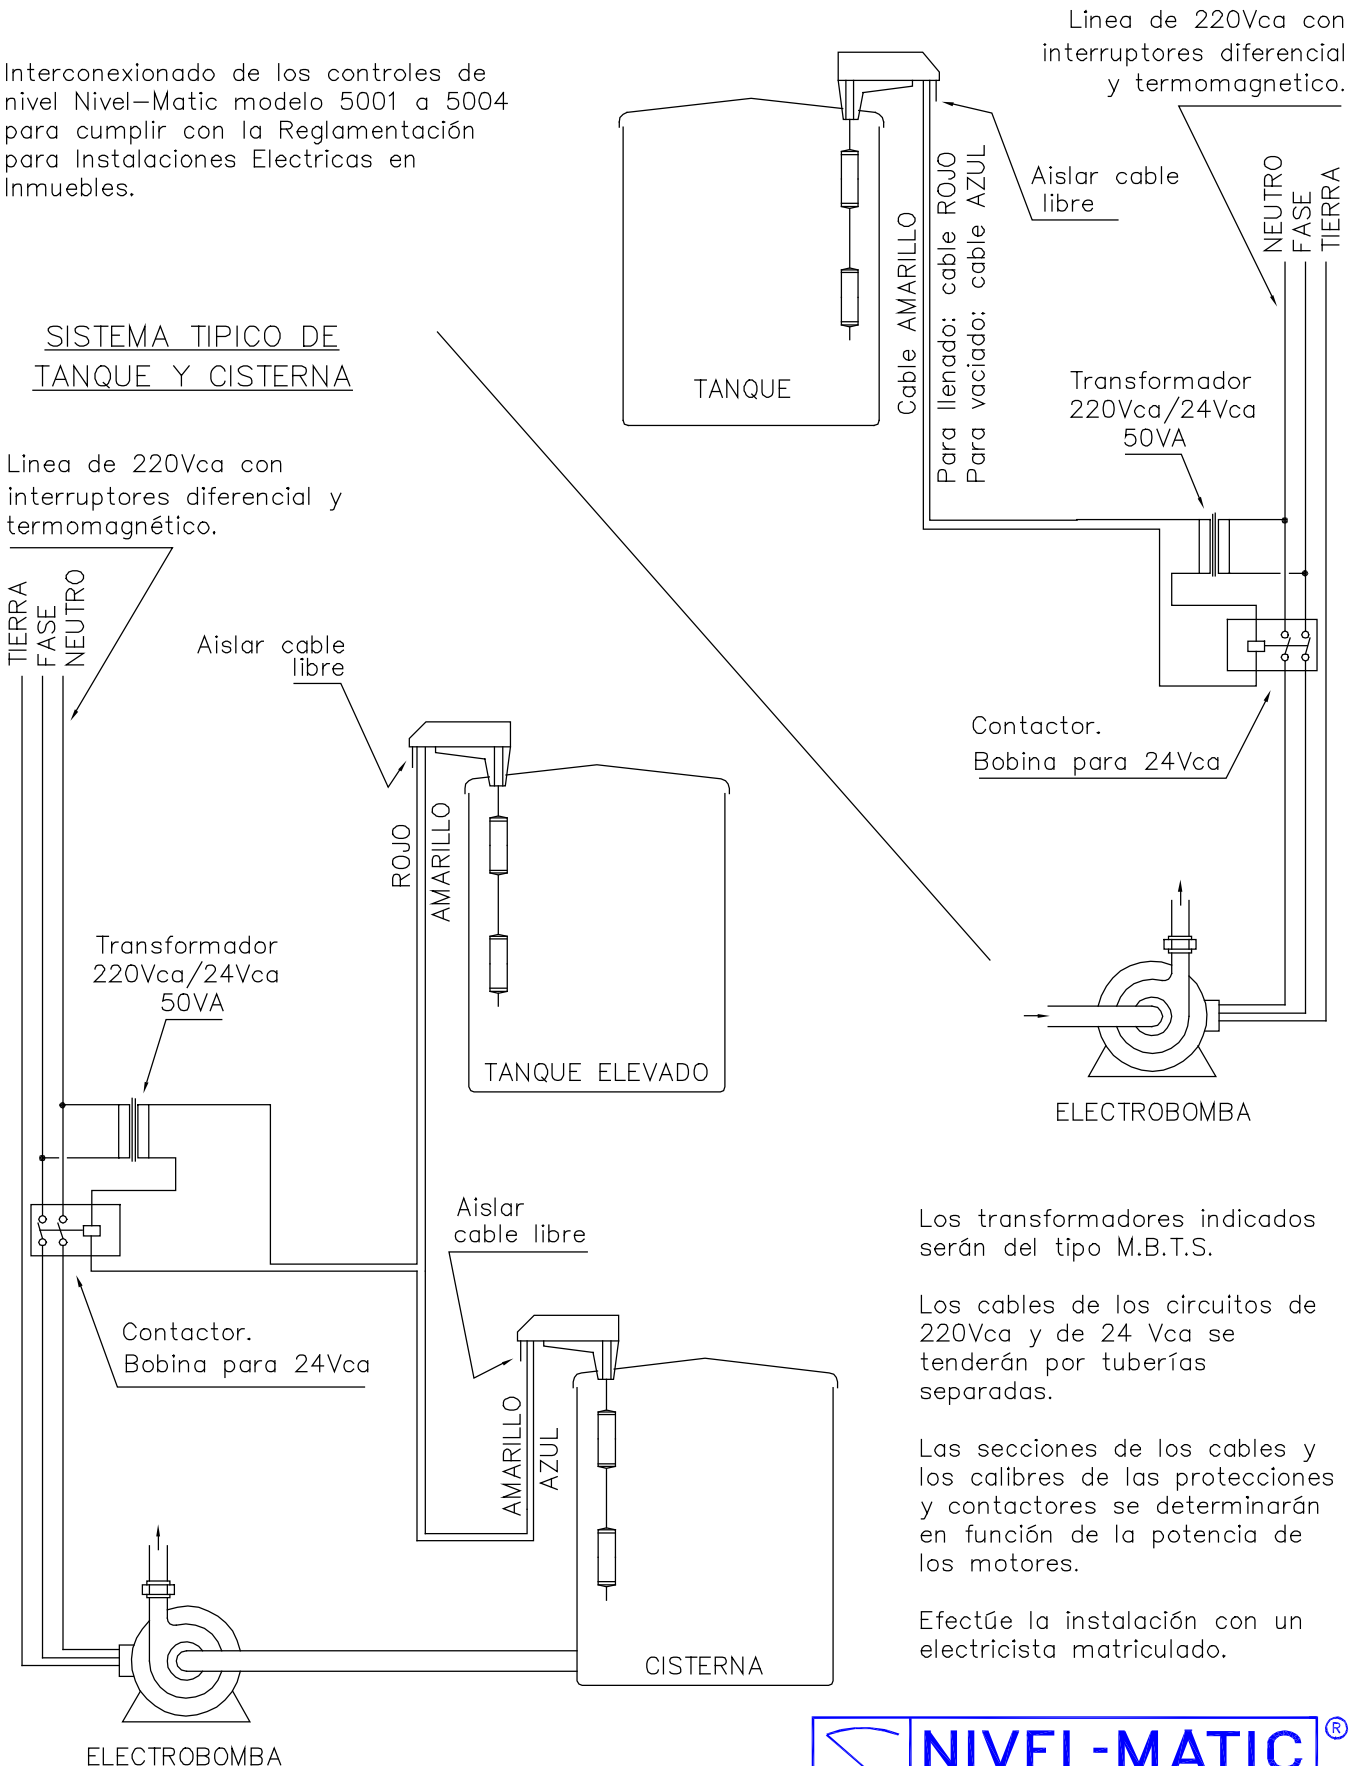 Interconexionado de los controles de
nivel Nivel-Matic modelo 5001 a 5004
para cumplir con la Reglamentación
para Instalaciones Electricas en
Inmuebles.
SISTEMA TIPICO DE
TANQUE Y CISTERNA
Linea de 220Vca con
interruptores diferencial y
termomagnético.
TIERRA
FASE
NEUTRO
Aislar cable
libre
ROJO
AMARILLO
TANQUE ELEVADO
Transformador
220Vca/24Vca
50VA
Contactor.
Bobina para 24Vca
Aislar
cable libre
AMARILLO
AZUL
CISTERNA
ELECTROBOMBA
Linea de 220Vca con
interruptores diferencial
y termomagnetico.
NEUTRO
FASE
TIERRA
Aislar cable
libre
Cable AMARILLO
Para llenado: cable ROJO
Para vaciado: cable AZUL
TANQUE
Transformador
220Vca/24Vca
50VA
Contactor.
Bobina para 24Vca
ELECTROBOMBA
Los transformadores indicados
serán del tipo M.B.T.S.
Los cables de los circuitos de
220Vca y de 24 Vca se
tenderán por tuberías
separadas.
Las secciones de los cables y
los calibres de las protecciones
y contactores se determinarán
en función de la potencia de
los motores.
Efectúe la instalación con un
electricista matriculado.
NIVEL-MATIC ®